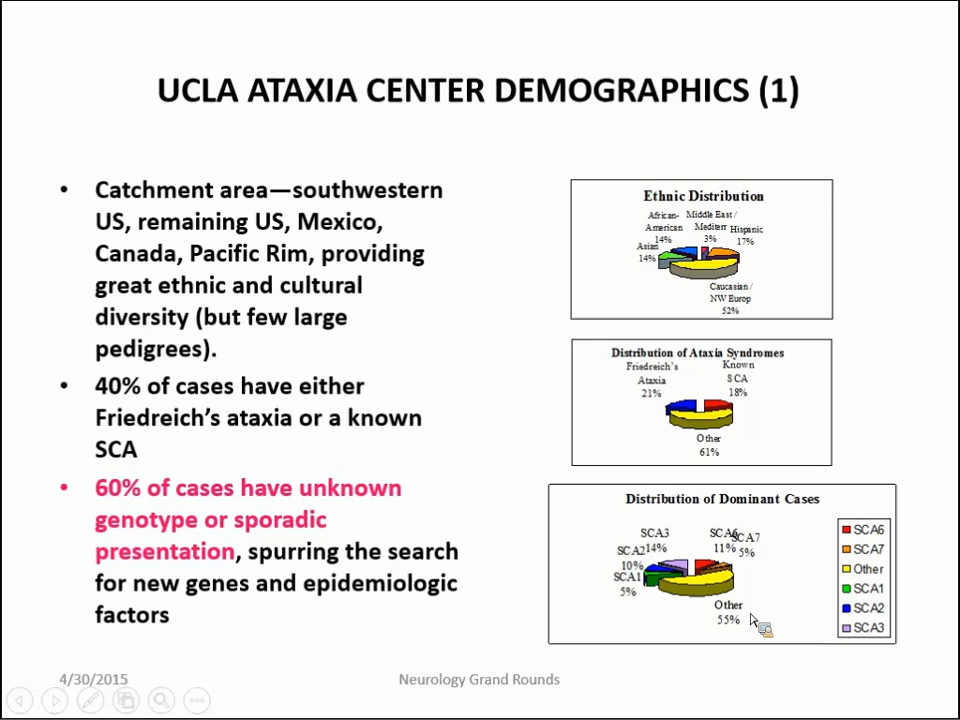 UCLA ATAXIA CENTER DEMOGRAPHICS (1)
• Catchment area—southwestern
US, remaining US, Mexico,
Canada, Pacific Rim, providing
great ethnic and cultural
diversity (but few large
pedigrees).
• 40% of cases have either
Friedreich's ataxia or a known
SCA
• 60% of cases have unknown
genotype or sporadic
presentation, spurring the search
for new genes and epidemiologic
factors
Ethnic Distribution
African-
American
14%
Middle East /
Mediterr
3%
Hispanic
17%
Asian
14%
Caucasian /
NW Europ
52%
Distribution of Ataxia Syndromes
Friedreich's
Ataxia
21%
Known
SCA
18%
Other
61%
Distribution of Dominant Cases
SCA3
14%
SCA6
11%
SCA7
5%
SCA2
10%
SCA1
5%
Other
55%
SCA6
SCA7
Other
SCA1
SCA2
SCA3
4/30/2015
Neurology Grand Rounds